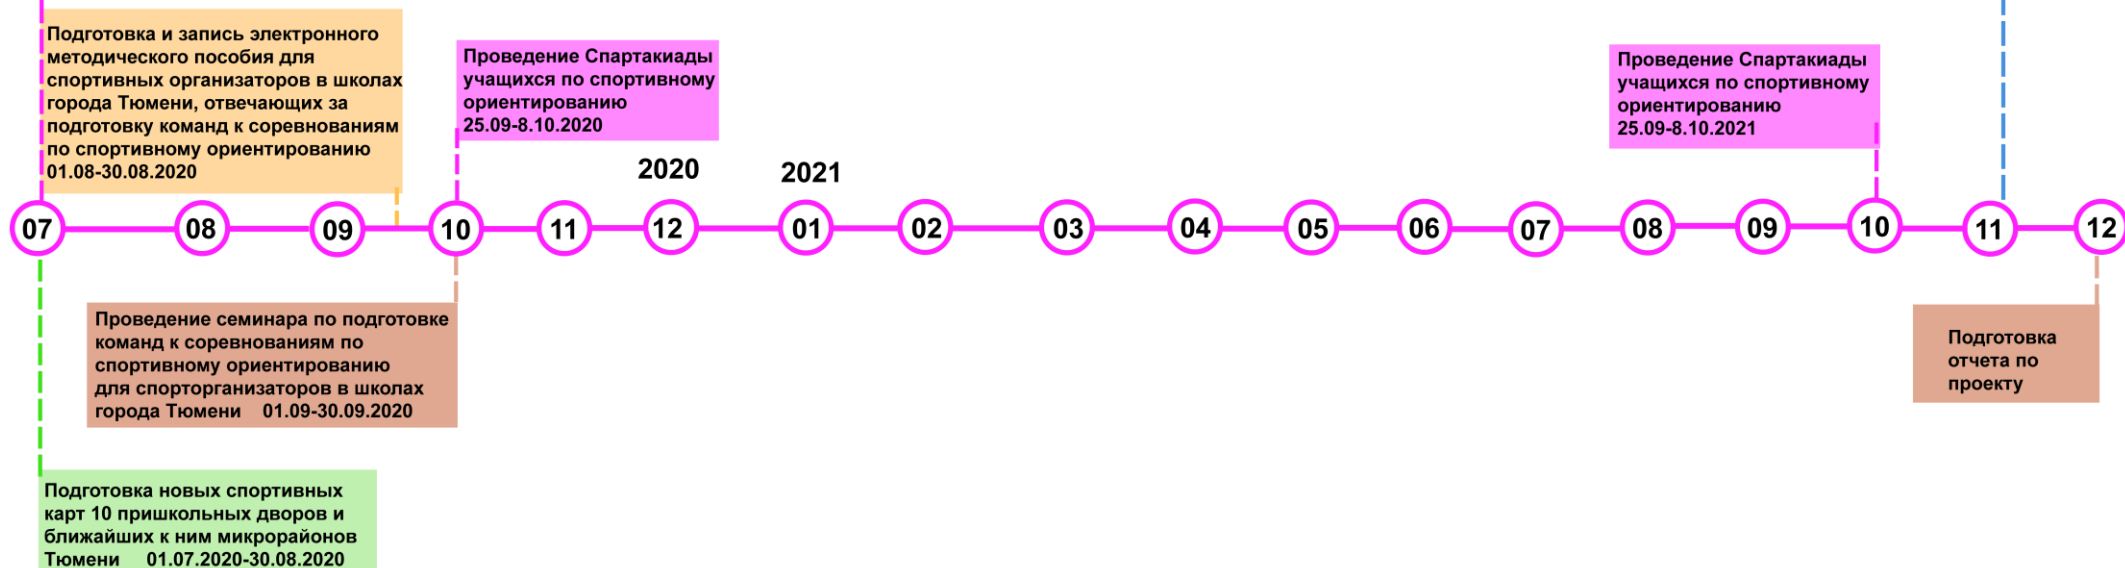 Подготовка и запись электронного
методического пособия для
спортивных организаторов в школах
города Тюмени, отвечающих за
подготовку команд к соревнованиям
по спортивному ориентированию
01.08-30.08.2020
Проведение Спартакиады
учащихся по спортивному
ориентированию
25.09-8.10.2020
Проведение Спартакиады
учащихся по спортивному
ориентированию
25.09-8.10.2021
2020
2021
07 08 09 10 11 12 01 02 03 04 05 06 07 08 09 10 11 12
Проведение семинара по подготовке
команд к соревнованиям по
спортивному ориентированию
для спорторганизаторов в школах
города Тюмени 01.09-30.09.2020
Подготовка
отчета по
проекту
Подготовка новых спортивных
карт 10 пришкольных дворов и
ближайших к ним микрорайонов
Тюмени 01.07.2020-30.08.2020